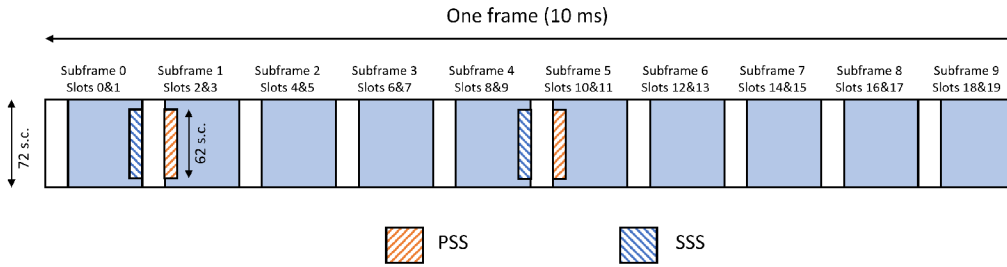 One frame (10 ms)
Subframe 0 Subframe 1 Subframe 2 Subframe 3 Subframe 4 Subframe 5 Subframe 6 Subframe 7 Subframe 8 Subframe 9
Slots 0&1 Slots 2&3 Slots 4&5 Slots 6&7 Slots 8&9 Slots 10&11 Slots 12&13 Slots 14&15 Slots 16&17 Slots 18&19
72 s.c.
62 s.c.
PSS SSS